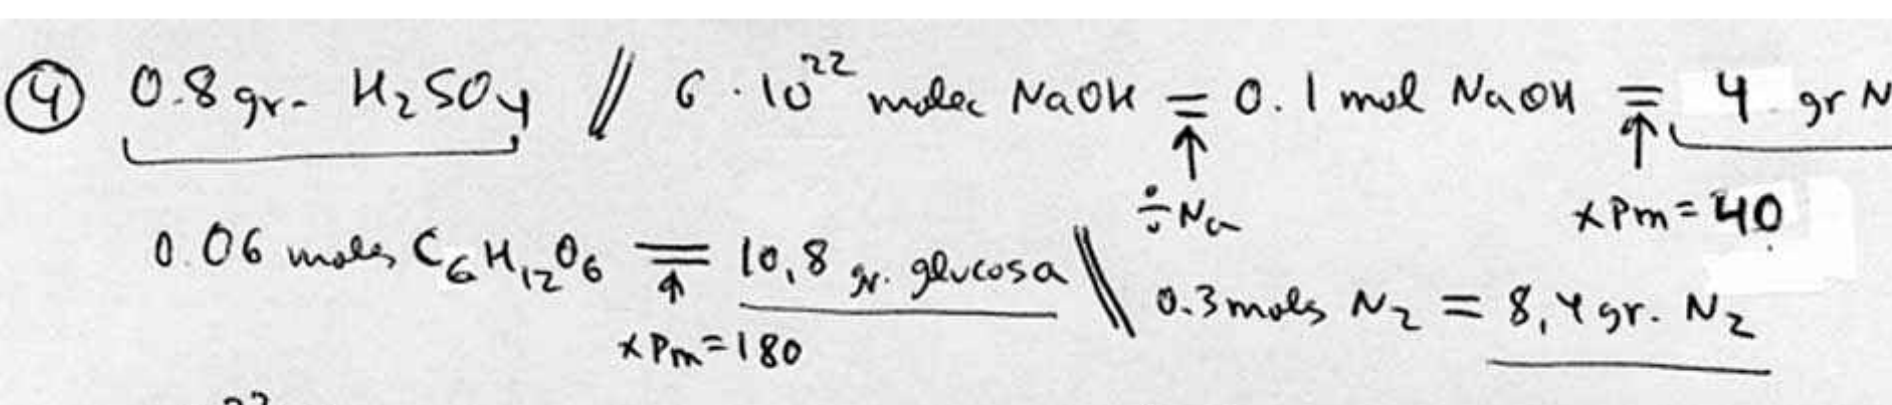 ④ 0.8 gr. H₂SO₄ // 6 · 10²² molec NaOH = 0.1 mol NaOH = 4 gr N
÷ Na
x Pm = 40
0.06 moles C₆H₁₂O₆ = 10,8 gr. glucosa \\ 0.3 moles N₂ = 8,4 gr. N₂
x Pm = 180